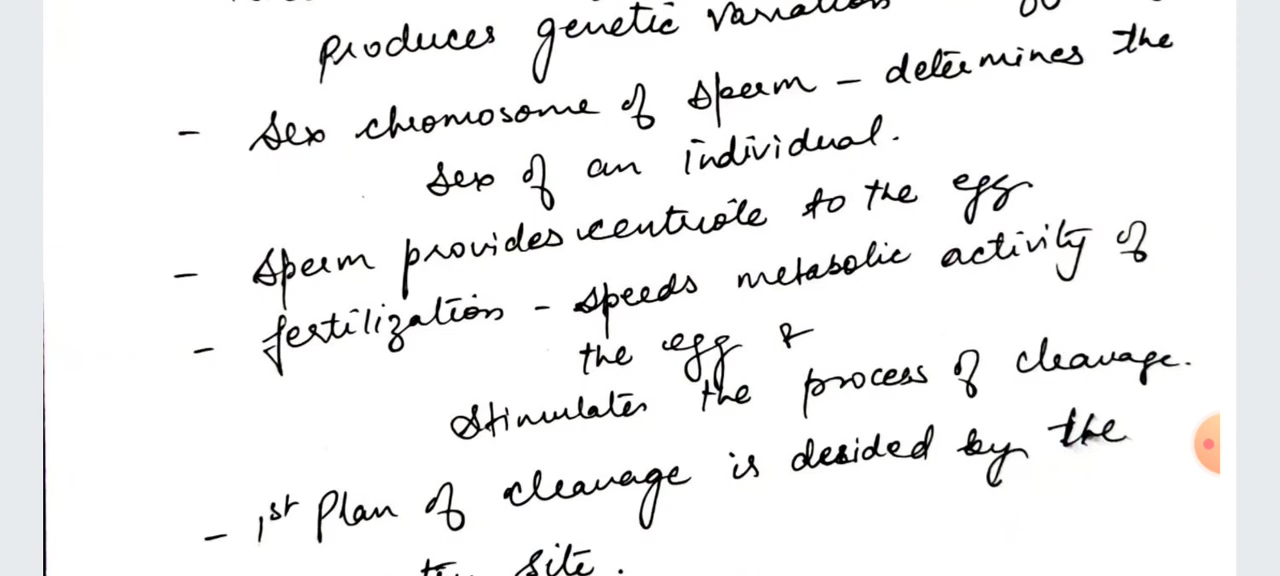 produces genetic variation
- Sex chromosome of sperm - determines the
sex of an individual.
- Sperm provides centriole to the egg
- fertilization - speeds metabolic activity of
the egg &
stimulates the process of cleavage.
- 1st Plan of cleavage is desided by the
site.